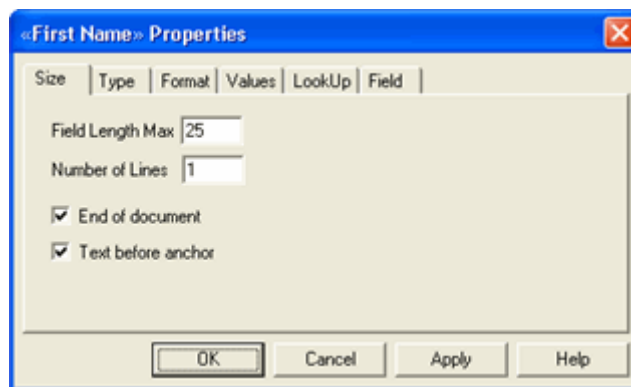 «First Name» Properties
Size Type Format Values LookUp Field
Field Length Max 25
Number of Lines 1
End of document
Text before anchor
OK Cancel Apply Help